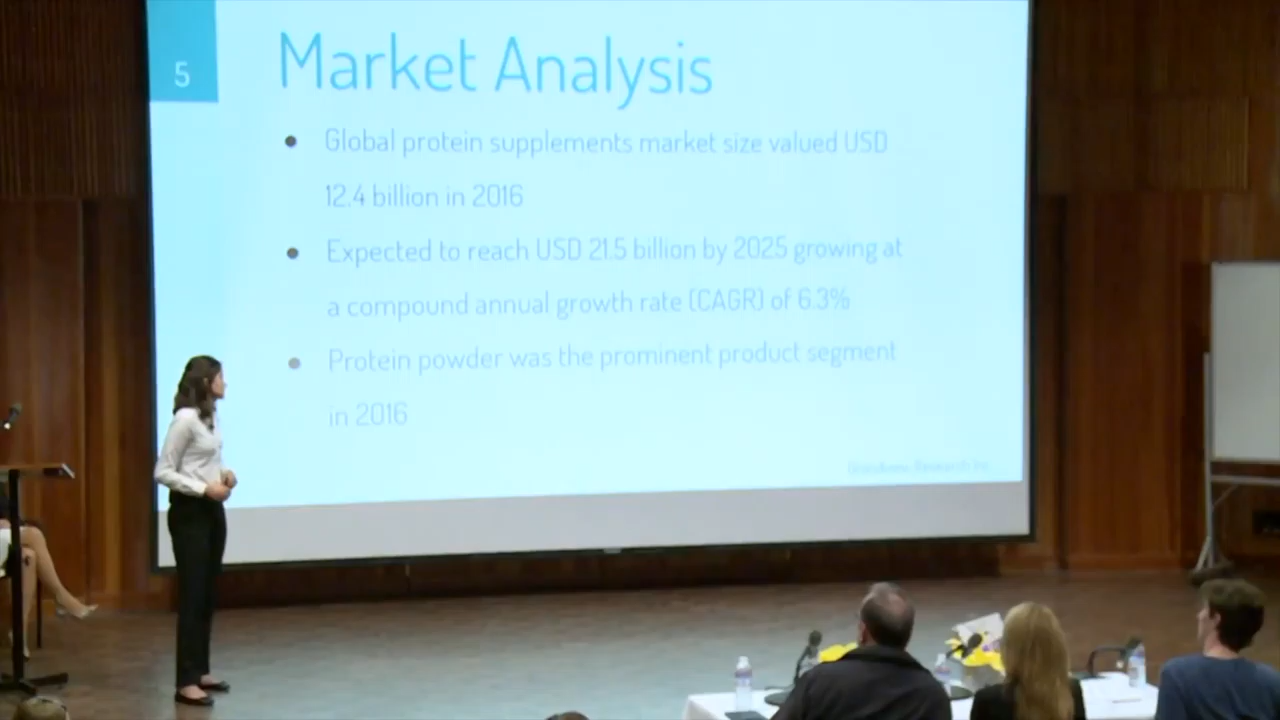 5
Market Analysis
Global protein supplements market size valued USD
12.4 billion in 2016
Expected to reach USD 21.5 billion by 2025 growing at
a compound annual growth rate (CAGR) of 6.3%
Protein powder was the prominent product segment
in 2016
Research Inc.